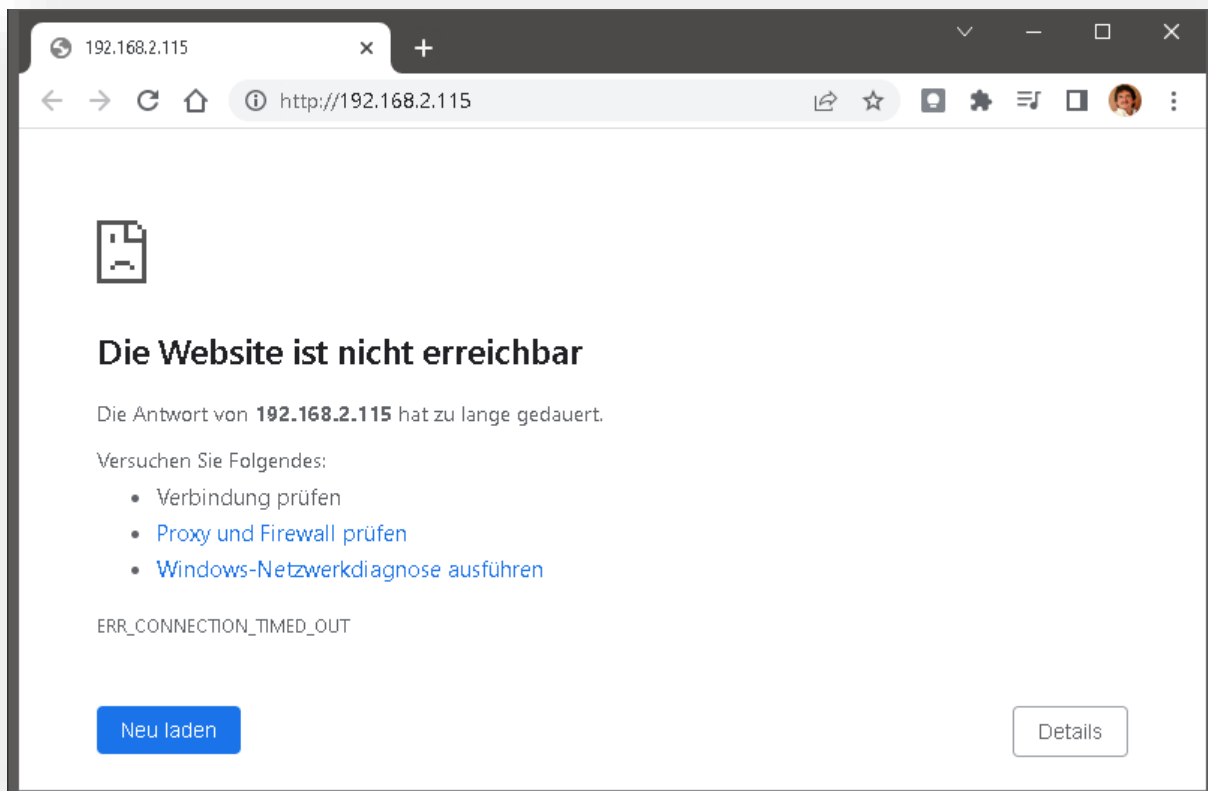 192.168.2.115
http://192.168.2.115
Die Website ist nicht erreichbar
Die Antwort von 192.168.2.115 hat zu lange gedauert.
Versuchen Sie Folgendes:
• Verbindung prüfen
• Proxy und Firewall prüfen
• Windows-Netzwerkdiagnose ausführen
ERR_CONNECTION_TIMED_OUT
Neu laden
Details